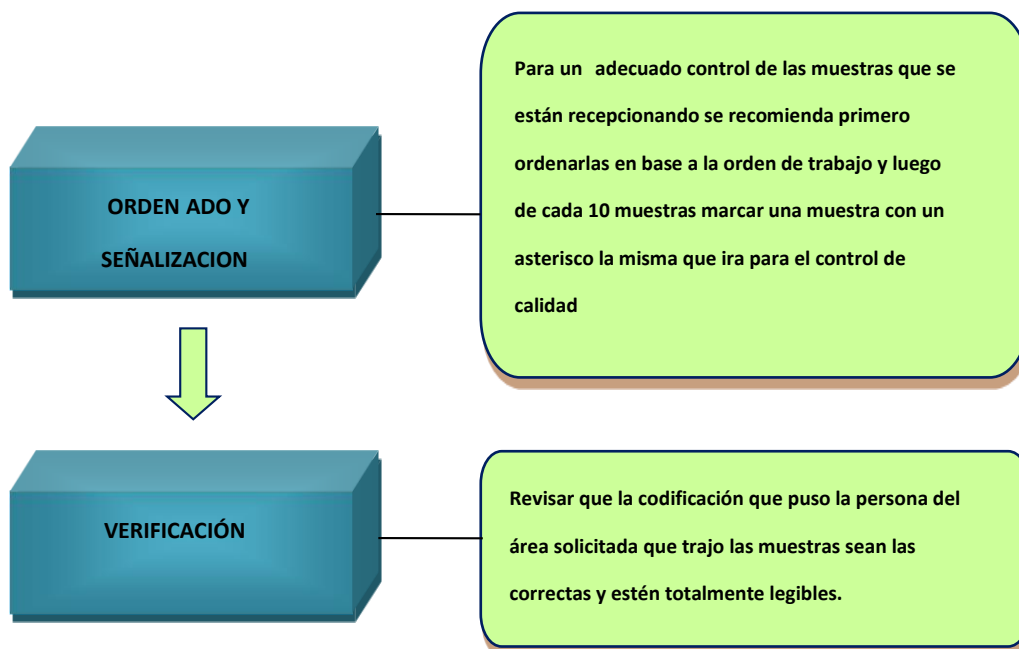 ORDEN ADO Y
SEÑALIZACION
Para un adecuado control de las muestras que se
están recepcionando se recomienda primero
ordenarlas en base a la orden de trabajo y luego
de cada 10 muestras marcar una muestra con un
asterisco la misma que ira para el control de
calidad
VERIFICACIÓN
Revisar que la codificación que puso la persona del
área solicitada que trajo las muestras sean las
correctas y estén totalmente legibles.